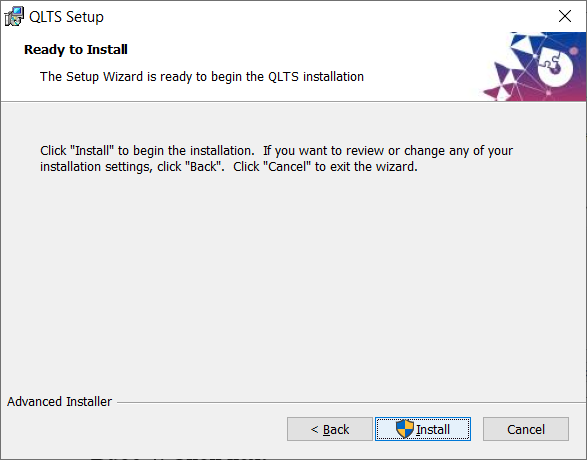 QLTS Setup
Ready to Install
The Setup Wizard is ready to begin the QLTS installation
Click "Install" to begin the installation.  If you want to review or change any of your
installation settings, click "Back".  Click "Cancel" to exit the wizard.
Advanced Installer
< Back
Install
Cancel